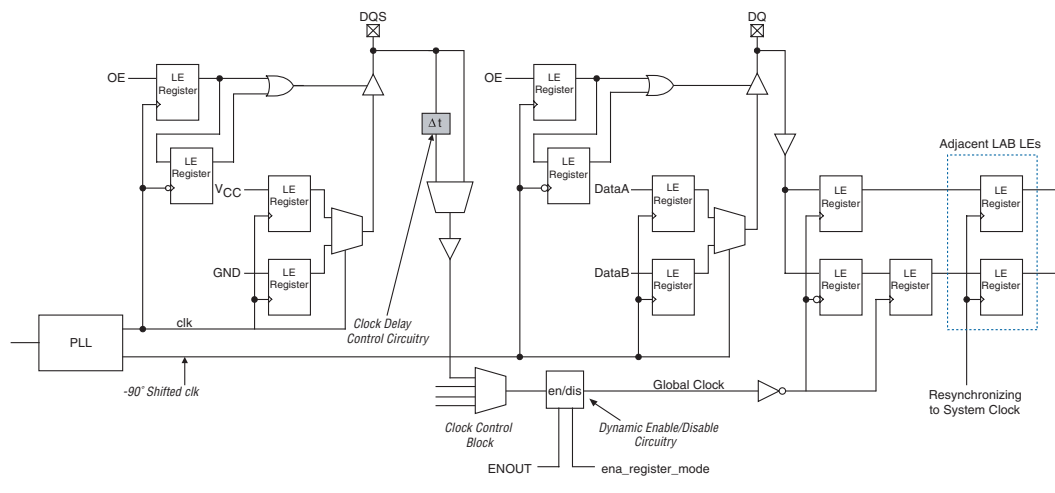 DQS
DQ
OE
LE
Register
LE
Register
VCC
LE
Register
GND
LE
Register
Δt
OE
LE
Register
LE
Register
DataA
LE
Register
DataB
LE
Register
LE
Register
LE
Register
LE
Register
Adjacent LAB LEs
LE
Register
LE
Register
PLL
clk
-90˚ Shifted clk
Clock Delay
Control Circuitry
Clock Control
Block
en/dis
Global Clock
Dynamic Enable/Disable
Circuitry
ENOUT
ena_register_mode
Resynchronizing
to System Clock